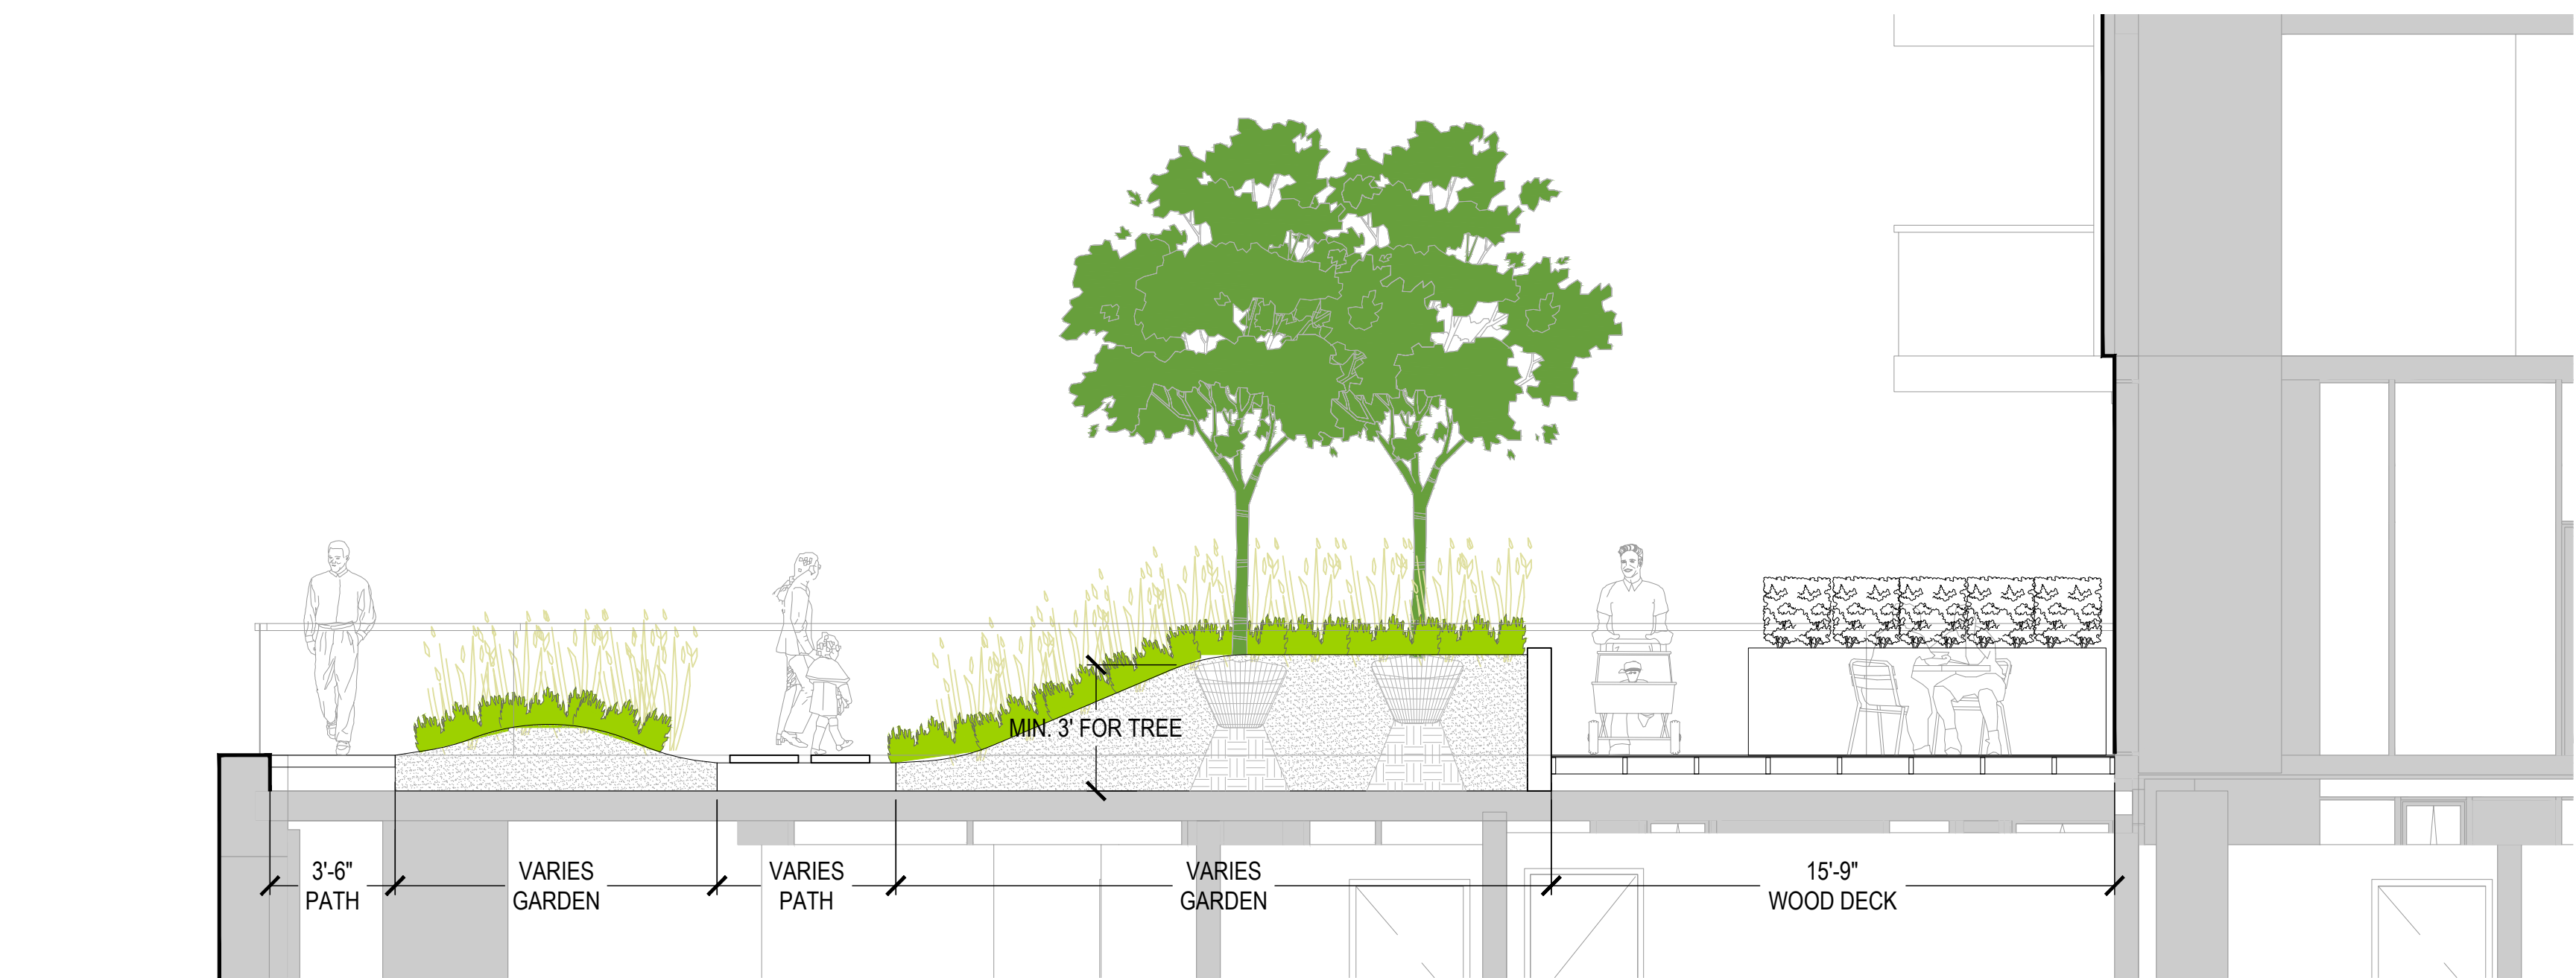 MIN. 3' FOR TREE
3'-6"
PATH
VARIES
GARDEN
VARIES
PATH
VARIES
GARDEN
15'-9"
WOOD DECK